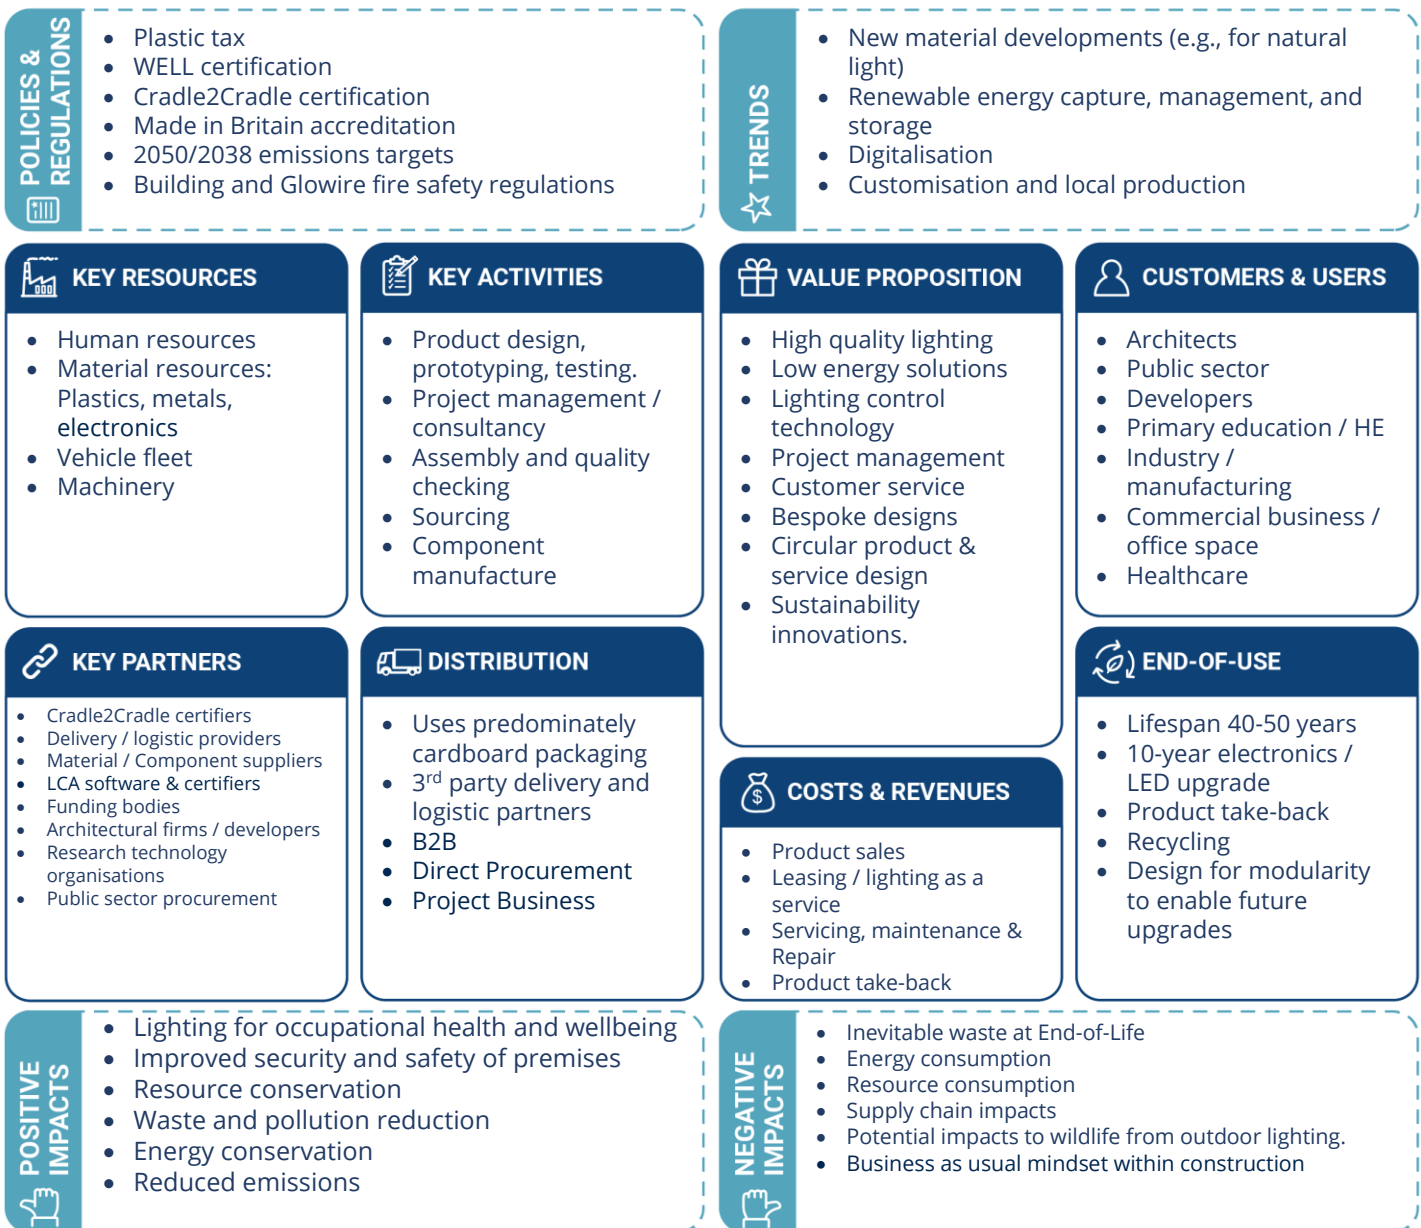 POLICIES &
REGULATIONS
• Plastic tax
• WELL certification
• Cradle2Cradle certification
• Made in Britain accreditation
• 2050/2038 emissions targets
• Building and Glowire fire safety regulations
TRENDS
• New material developments (e.g., for natural
light)
• Renewable energy capture, management, and
storage
• Digitalisation
• Customisation and local production
KEY RESOURCES
• Human resources
• Material resources:
Plastics, metals,
electronics
• Vehicle fleet
• Machinery
KEY ACTIVITIES
• Product design,
prototyping, testing.
• Project management /
consultancy
• Assembly and quality
checking
• Sourcing
• Component
manufacture
VALUE PROPOSITION
• High quality lighting
• Low energy solutions
• Lighting control
technology
• Project management
• Customer service
• Bespoke designs
• Circular product &
service design
• Sustainability
innovations.
CUSTOMERS & USERS
• Architects
• Public sector
• Developers
• Primary education / HE
• Industry /
manufacturing
• Commercial business /
office space
• Healthcare
KEY PARTNERS
• Cradle2Cradle certifiers
• Delivery / logistic providers
• Material / Component suppliers
• LCA software & certifiers
• Funding bodies
• Architectural firms / developers
• Research technology
organisations
• Public sector procurement
DISTRIBUTION
• Uses predominately
cardboard packaging
• 3rd party delivery and
logistic partners
• B2B
• Direct Procurement
• Project Business
$ COSTS & REVENUES
• Product sales
• Leasing / lighting as a
service
• Servicing, maintenance &
Repair
• Product take-back
END-OF-USE
• Lifespan 40-50 years
• 10-year electronics /
LED upgrade
• Product take-back
• Recycling
• Design for modularity
to enable future
upgrades
POSITIVE
IMPACTS
• Lighting for occupational health and wellbeing
• Improved security and safety of premises
• Resource conservation
• Waste and pollution reduction
• Energy conservation
• Reduced emissions
NEGATIVE
IMPACTS
• Inevitable waste at End-of-Life
• Energy consumption
• Resource consumption
• Supply chain impacts
• Potential impacts to wildlife from outdoor lighting.
• Business as usual mindset within construction